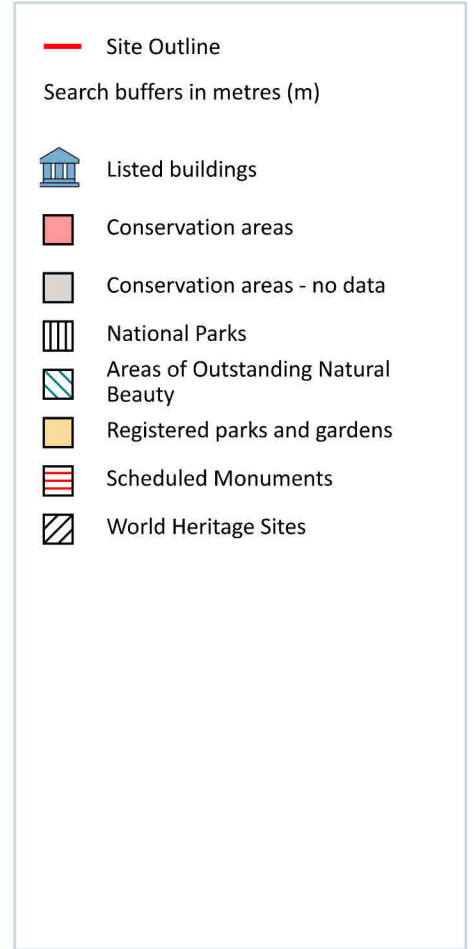 Site Outline
Search buffers in metres (m)
Listed buildings
Conservation areas
Conservation areas - no data
National Parks
Areas of Outstanding Natural
Beauty
Registered parks and gardens
Scheduled Monuments
World Heritage Sites